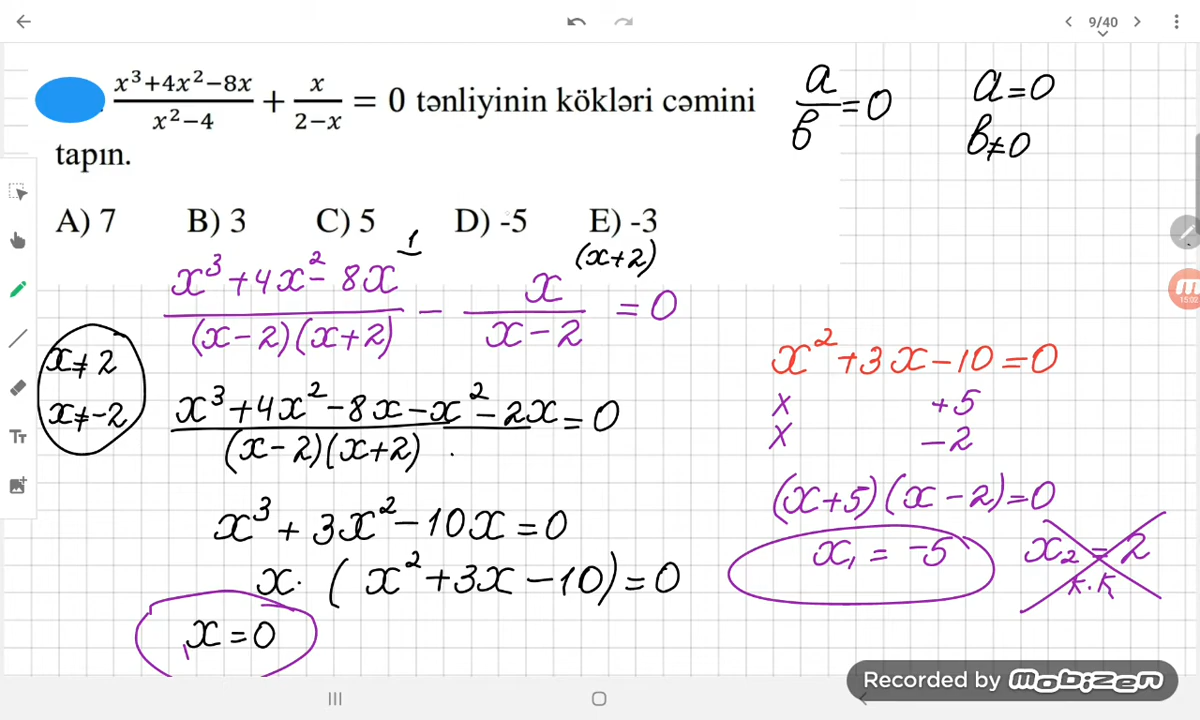 9/40
x³+4x²−8x / x²−4 + x / 2−x = 0 tənliyinin kökləri cəmini
tapın.
A) 7 B) 3 C) 5 D) -5 E) -3
a/b = 0 a=0
b≠0
1 (x+2)
x³+4x²−8x / (x−2)(x+2) − x / x−2 = 0
x≠2
x≠−2
x³+4x²−8x−x²−2x / (x−2)(x+2) = 0
x³+3x²−10x=0
x·(x²+3x−10)=0
x=0
x²+3x−10=0
x +5
x −2
(x+5)(x−2)=0
x₁=−5 x₂=2
k.k
Tт
15:02
Recorded by mobizen